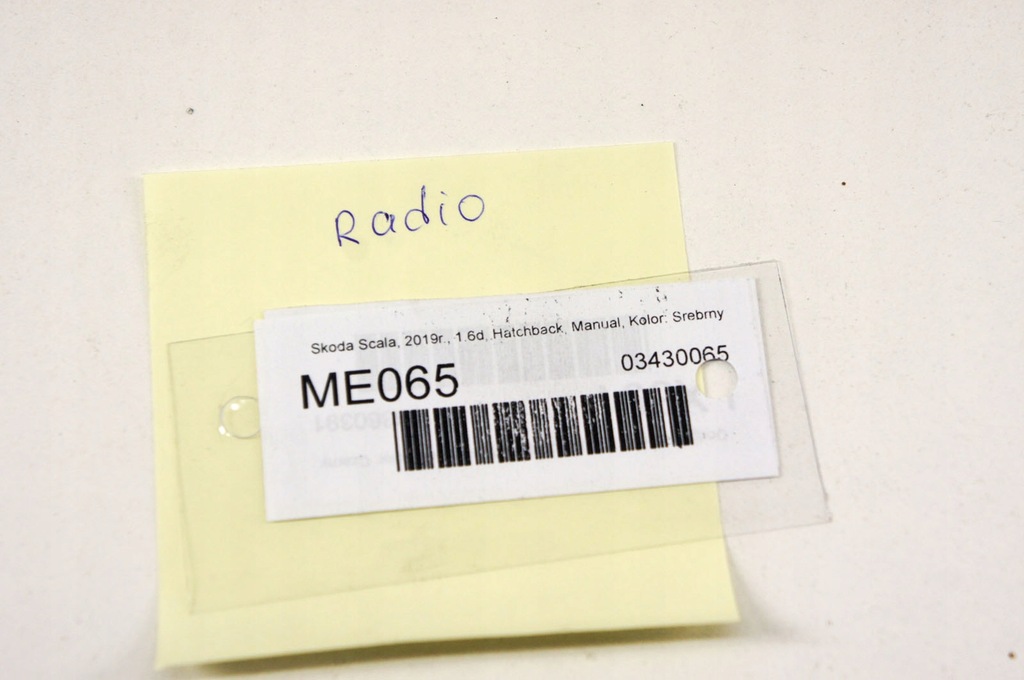 Radio
Skoda Scala, 2019r., 1.6d, Hatchback, Manual, Kolor: Srebrny
03430065
ME065